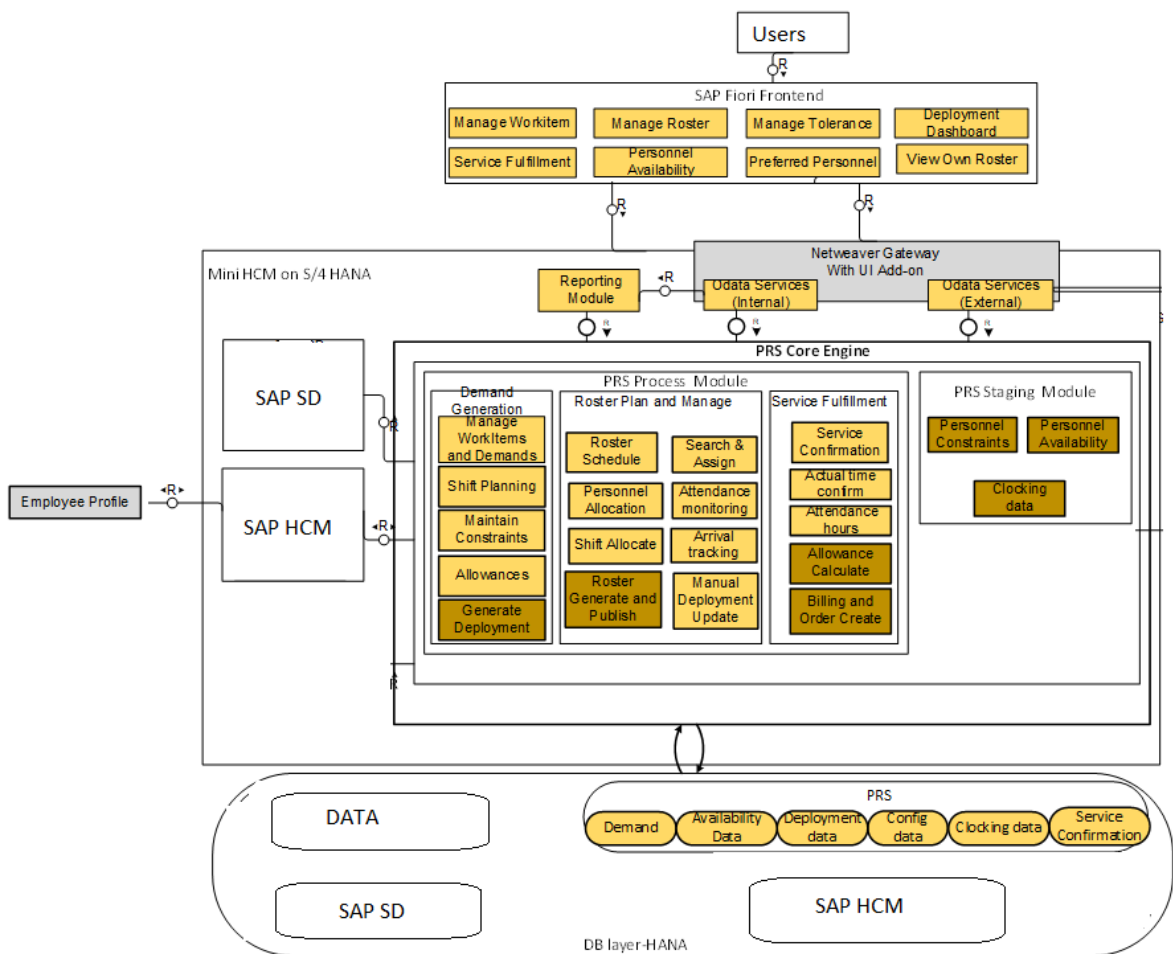 Users
R
SAP Fiori Frontend
Manage Workitem
Manage Roster
Manage Tolerance
Deployment
Dashboard
Service Fulfillment
Personnel
Availability
Preferred Personnel
View Own Roster
R
R
Mini HCM on S/4 HANA
Netweaver Gateway
With UI Add-on
Reporting
Module
R
Odata Services
(Internal)
Odata Services
(External)
R
R
R
PRS Core Engine
SAP SD
R
PRS Process Module
Demand
Generation
Manage
WorkItems
and Demands
Shift Planning
Maintain
Constraints
Allowances
Generate
Deployment
Roster Plan and Manage
Roster
Schedule
Search &
Assign
Personnel
Allocation
Attendance
monitoring
Shift Allocate
Arrival
tracking
Roster
Generate and
Publish
Manual
Deployment
Update
Service Fulfillment
Service
Confirmation
Actual time
confirm
Attendance
hours
Allowance
Calculate
Billing and
Order Create
PRS Staging Module
Personnel
Constraints
Personnel
Availability
Clocking
data
Employee Profile
R
SAP HCM
R
R
DATA
PRS
Demand
Availability
Data
Deployment
data
Config
data
Clocking data
Service
Confirmation
SAP SD
SAP HCM
DB layer-HANA